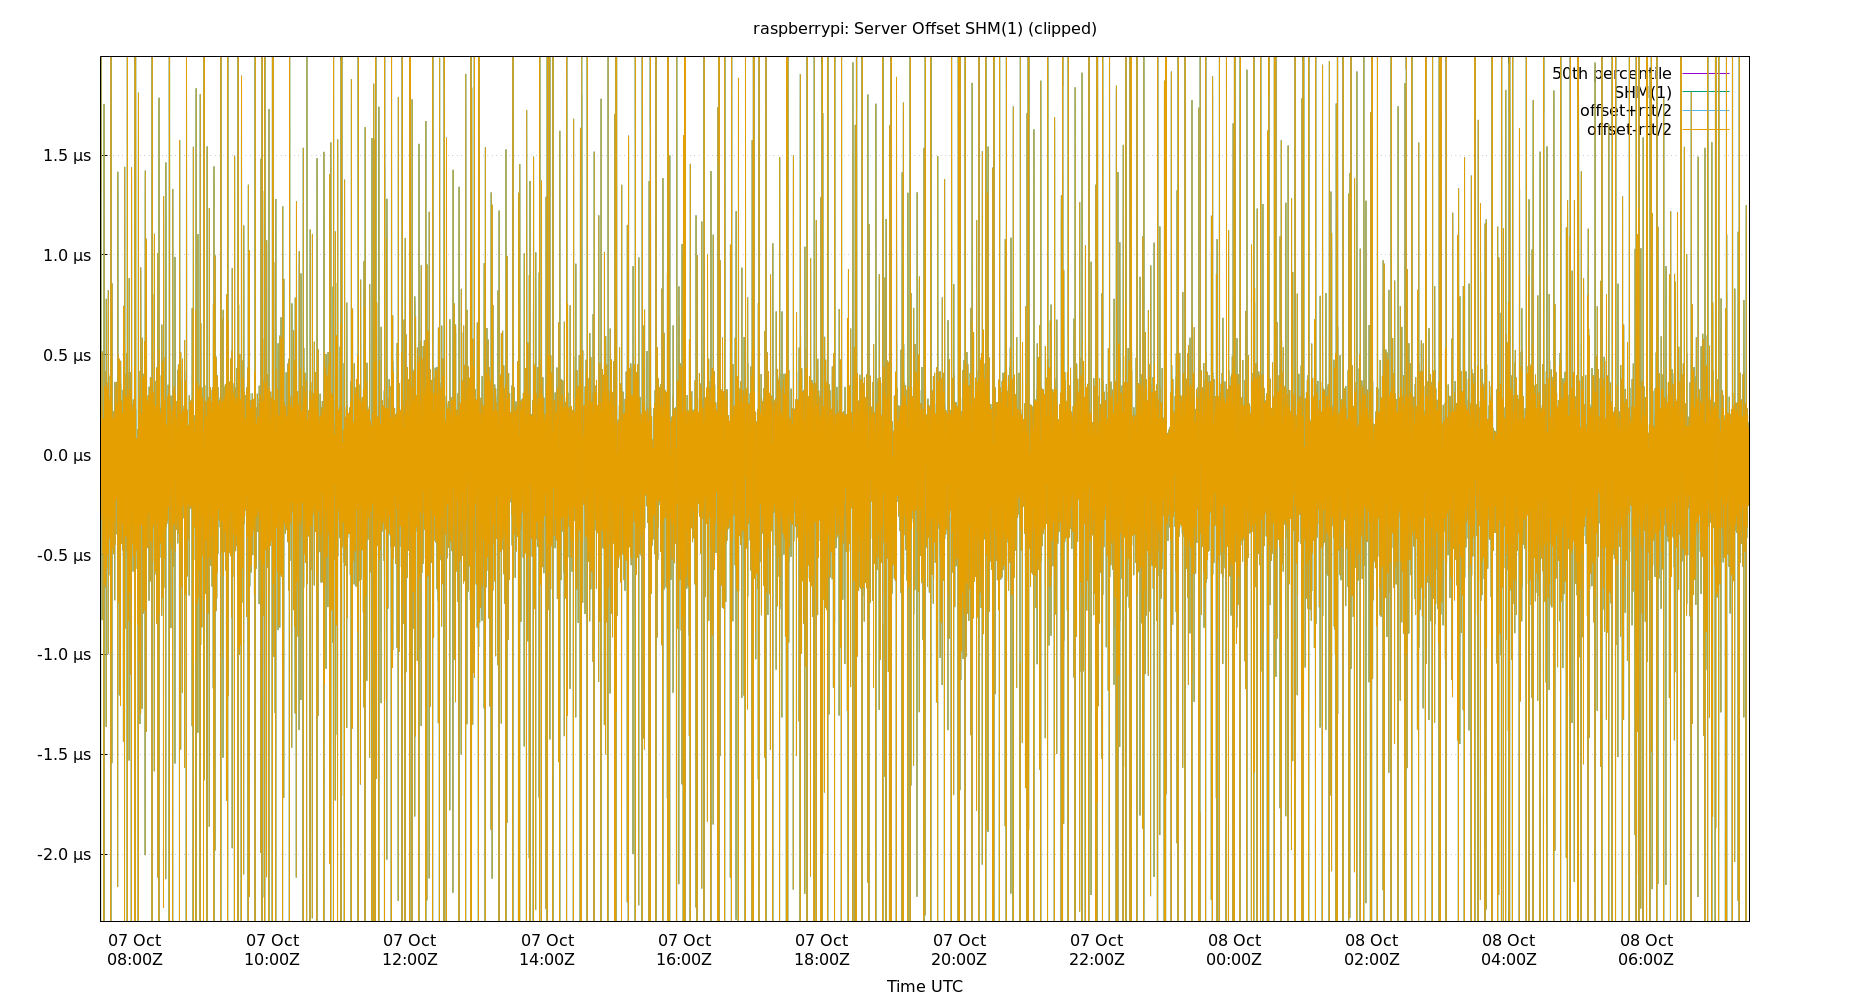 raspberrypi: Server Offset SHM(1) (clipped)
50th percentile
SHM(1)
offset+rtt/2
offset-rtt/2
1.5 µs
1.0 µs
0.5 µs
0.0 µs
-0.5 µs
-1.0 µs
-1.5 µs
-2.0 µs
07 Oct 07 Oct 07 Oct 07 Oct 07 Oct 07 Oct 07 Oct 07 Oct 08 Oct 08 Oct 08 Oct 08 Oct
08:00Z 10:00Z 12:00Z 14:00Z 16:00Z 18:00Z 20:00Z 22:00Z 00:00Z 02:00Z 04:00Z 06:00Z
Time UTC